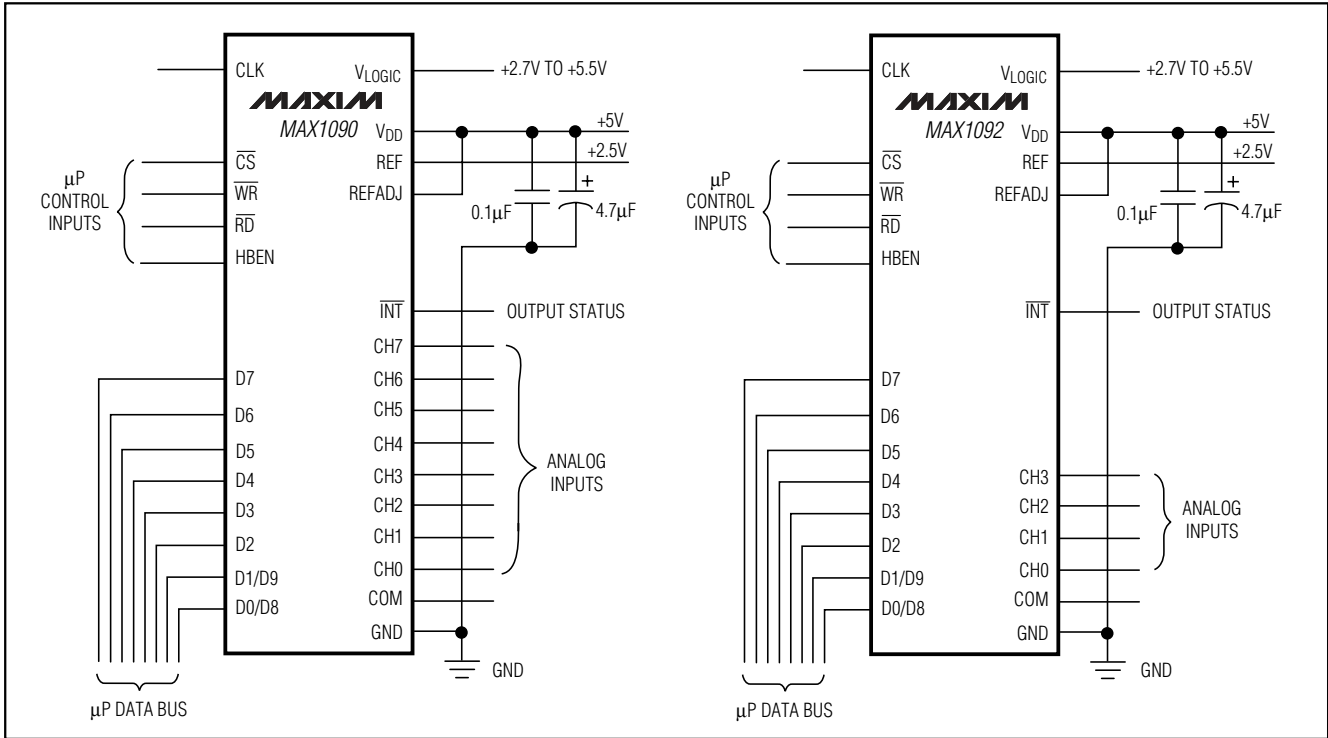 CLK
VLOGIC
+2.7V TO +5.5V
MAXIM
MAX1090
VDD
+5V
CS
REF
+2.5V
WR
REFADJ
RD
HBEN
µP
CONTROL
INPUTS
0.1µF
+
4.7µF
INT
OUTPUT STATUS
CH7
D7
CH6
D6
CH5
D5
CH4
D4
CH3
D3
CH2
D2
CH1
D1/D9
CH0
D0/D8
COM
GND
ANALOG
INPUTS
GND
µP DATA BUS
CLK
VLOGIC
+2.7V TO +5.5V
MAXIM
MAX1092
VDD
+5V
CS
REF
+2.5V
WR
REFADJ
RD
HBEN
µP
CONTROL
INPUTS
0.1µF
+
4.7µF
INT
OUTPUT STATUS
D7
D6
D5
D4
CH3
D3
CH2
D2
CH1
D1/D9
CH0
D0/D8
COM
GND
ANALOG
INPUTS
GND
µP DATA BUS